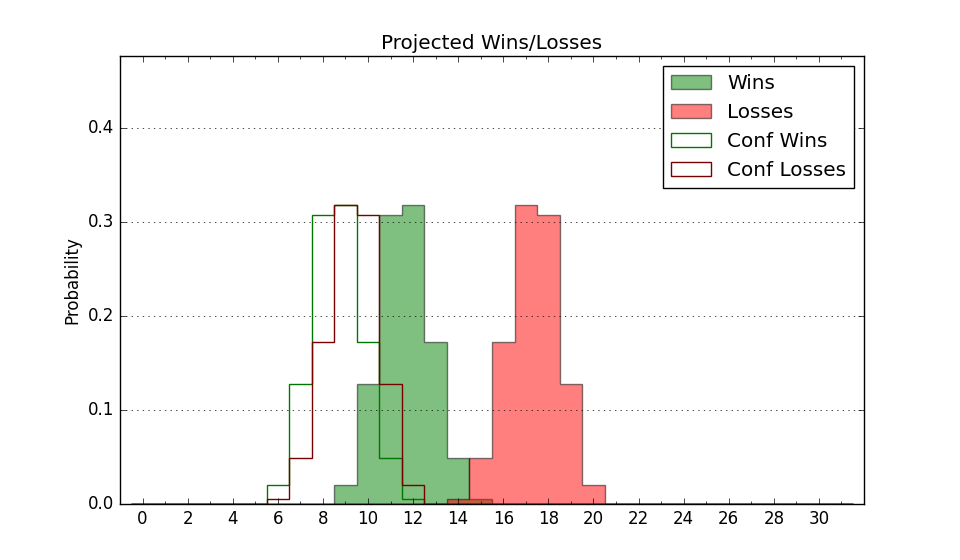 Projected Wins/Losses
Wins
Losses
Conf Wins
Conf Losses
Probability
0.4
0.3
0.2
0.1
0.0
0 2 4 6 8 10 12 14 16 18 20 22 24 26 28 30